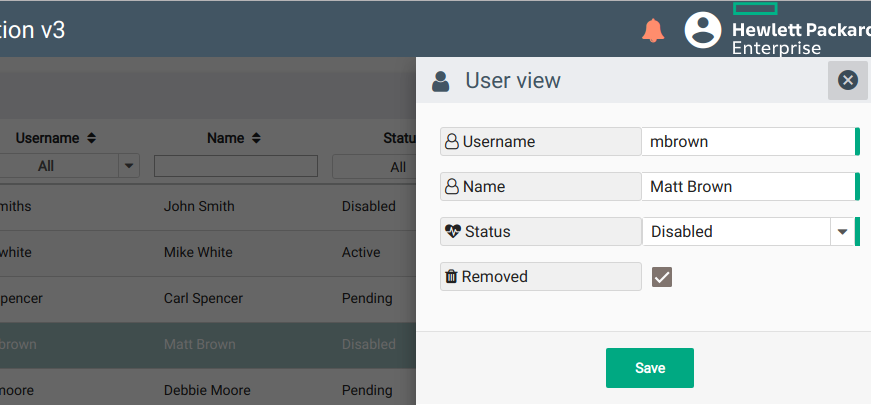 tion v3
Hewlett Packard
Enterprise
User view
Username Name Statu
All All
miths John Smith Disabled
white Mike White Active
pencer Carl Spencer Pending
brown Matt Brown Disabled
moore Debbie Moore Pending
Username mbrown
Name Matt Brown
Status Disabled
Removed
Save